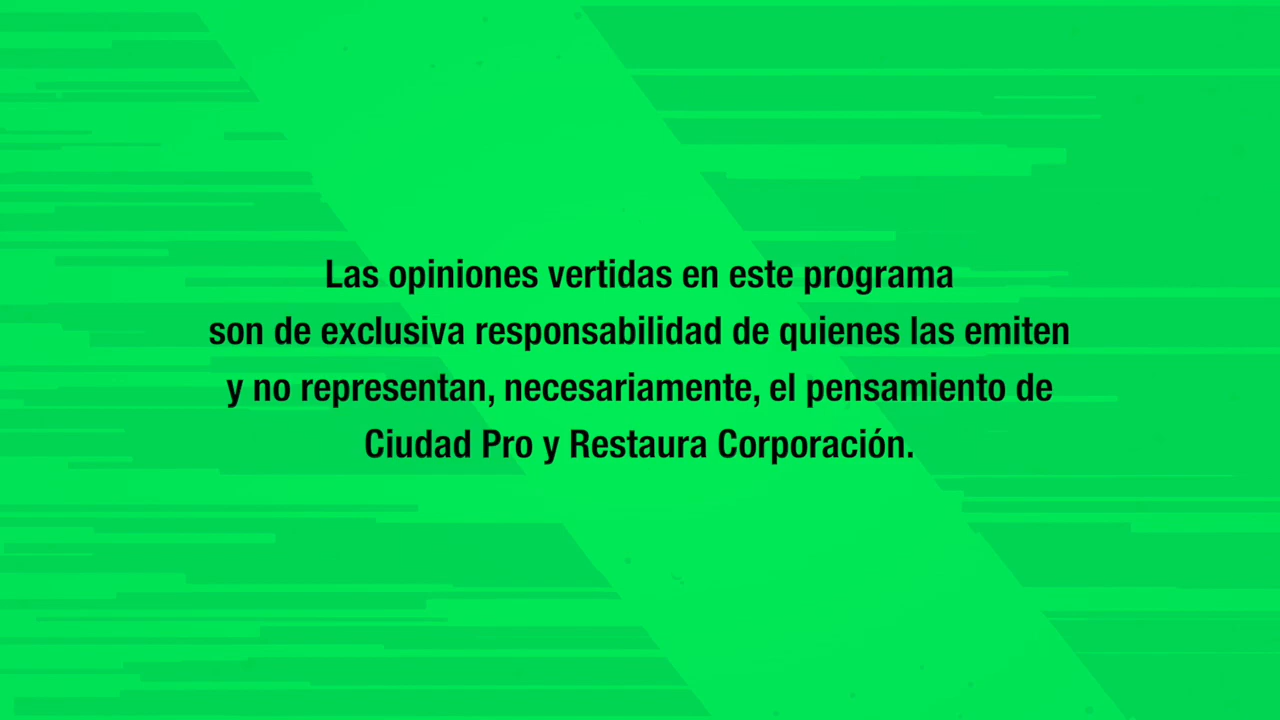 Las opiniones vertidas en este programa
son de exclusiva responsabilidad de quienes las emiten
y no representan, necesariamente, el pensamiento de
Ciudad Pro y Restaura Corporación.